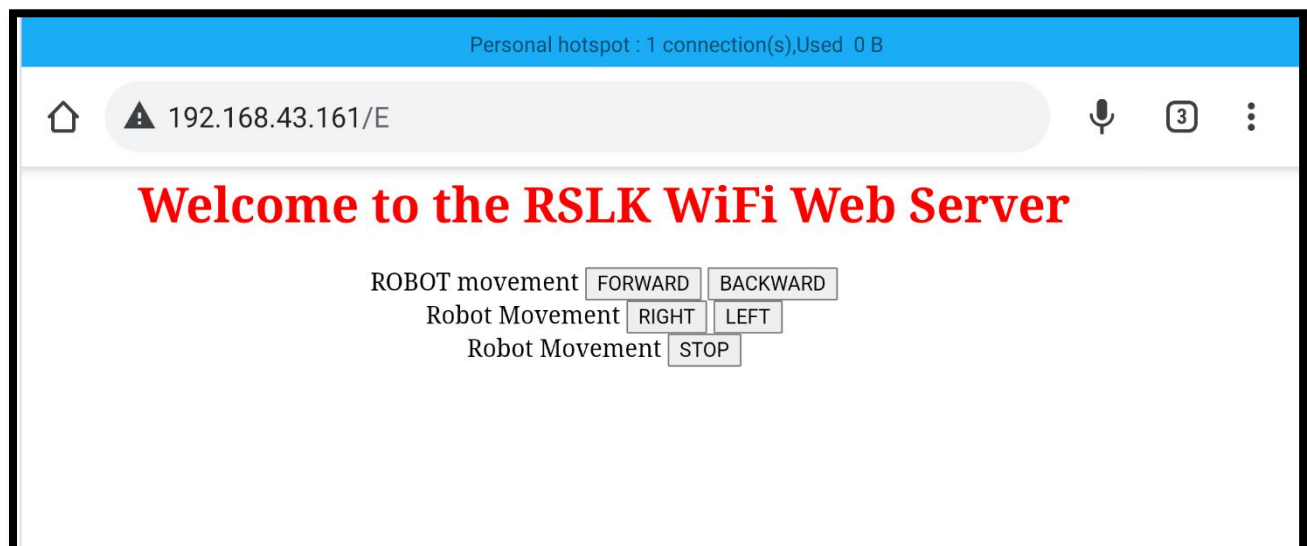 Personal hotspot : 1 connection(s),Used 0 B
192.168.43.161/E
3
Welcome to the RSLK WiFi Web Server
ROBOT movement FORWARD BACKWARD
Robot Movement RIGHT LEFT
Robot Movement STOP